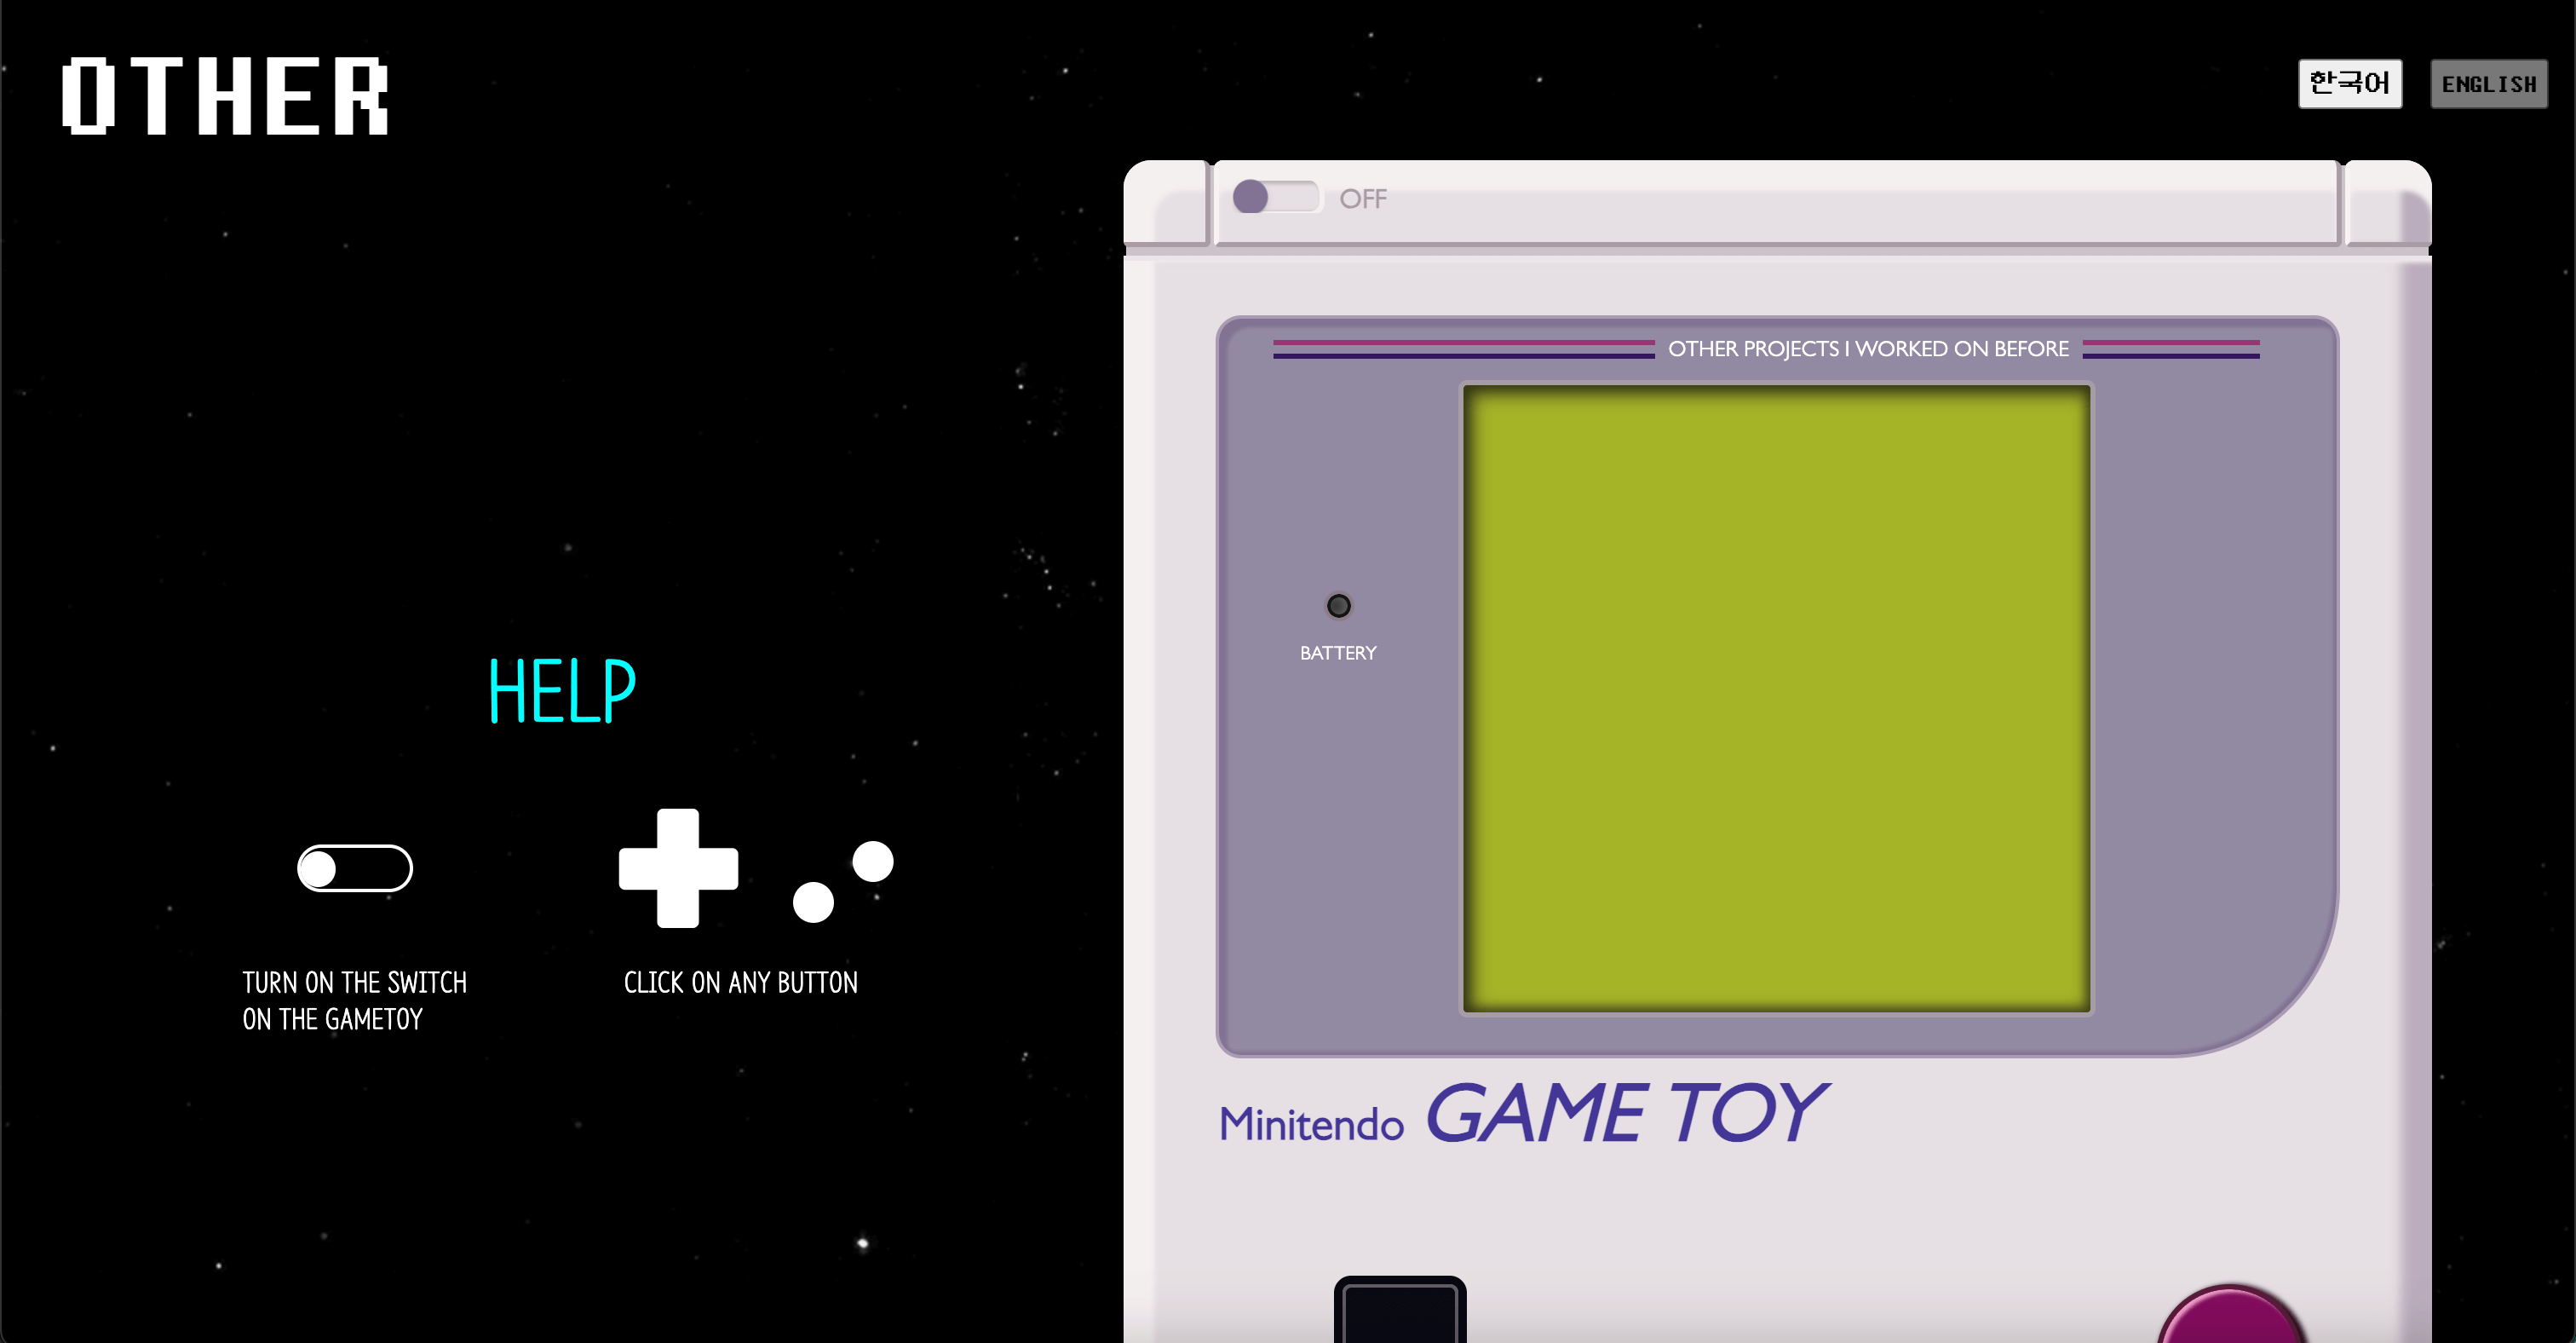 OTHER
한국어
ENGLISH
OFF
OTHER PROJECTS I WORKED ON BEFORE
BATTERY
HELP
TURN ON THE SWITCH
ON THE GAMETOY
CLICK ON ANY BUTTON
Minitendo GAME TOY